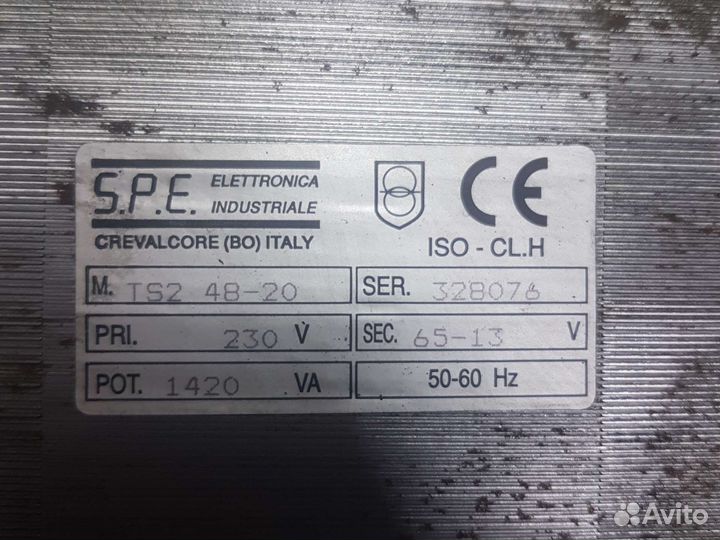 S.P.E. ELETTRONICA INDUSTRIALE
CREVALCORE (BO) ITALY
CE
ISO - CL.H
M. TS2 48-20
SER. 328076
PRI. 230 V
SEC. 65-13 V
POT. 1420 VA
50-60 Hz
Avito